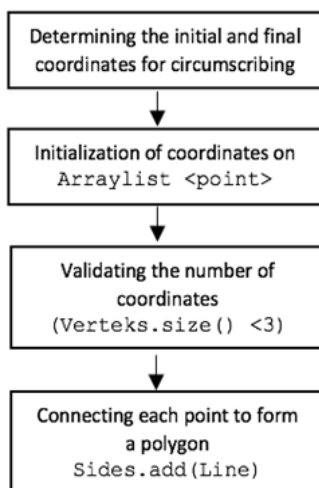 Determining the initial and final
coordinates for circumscribing
Initialization of coordinates on
Arraylist <point>
Validating the number of
coordinates
(Verteks.size() <3)
Connecting each point to form
a polygon
Sides.add(Line)